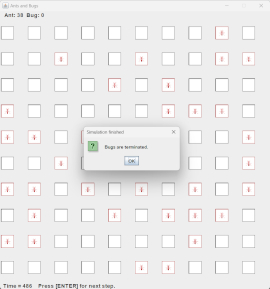 Ants and Bugs
Ant: 38 Bug: 0
Simulation finished
Bugs are terminated.
OK
Time = 486 Press [ENTER] for next step.